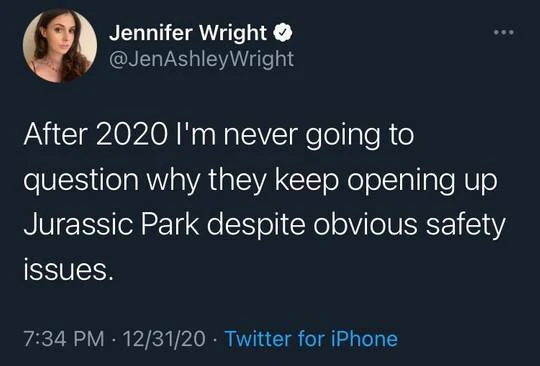 Jennifer Wright
@JenAshleyWright
After 2020 I'm never going to
question why they keep opening up
Jurassic Park despite obvious safety
issues.
7:34 PM · 12/31/20 · Twitter for iPhone